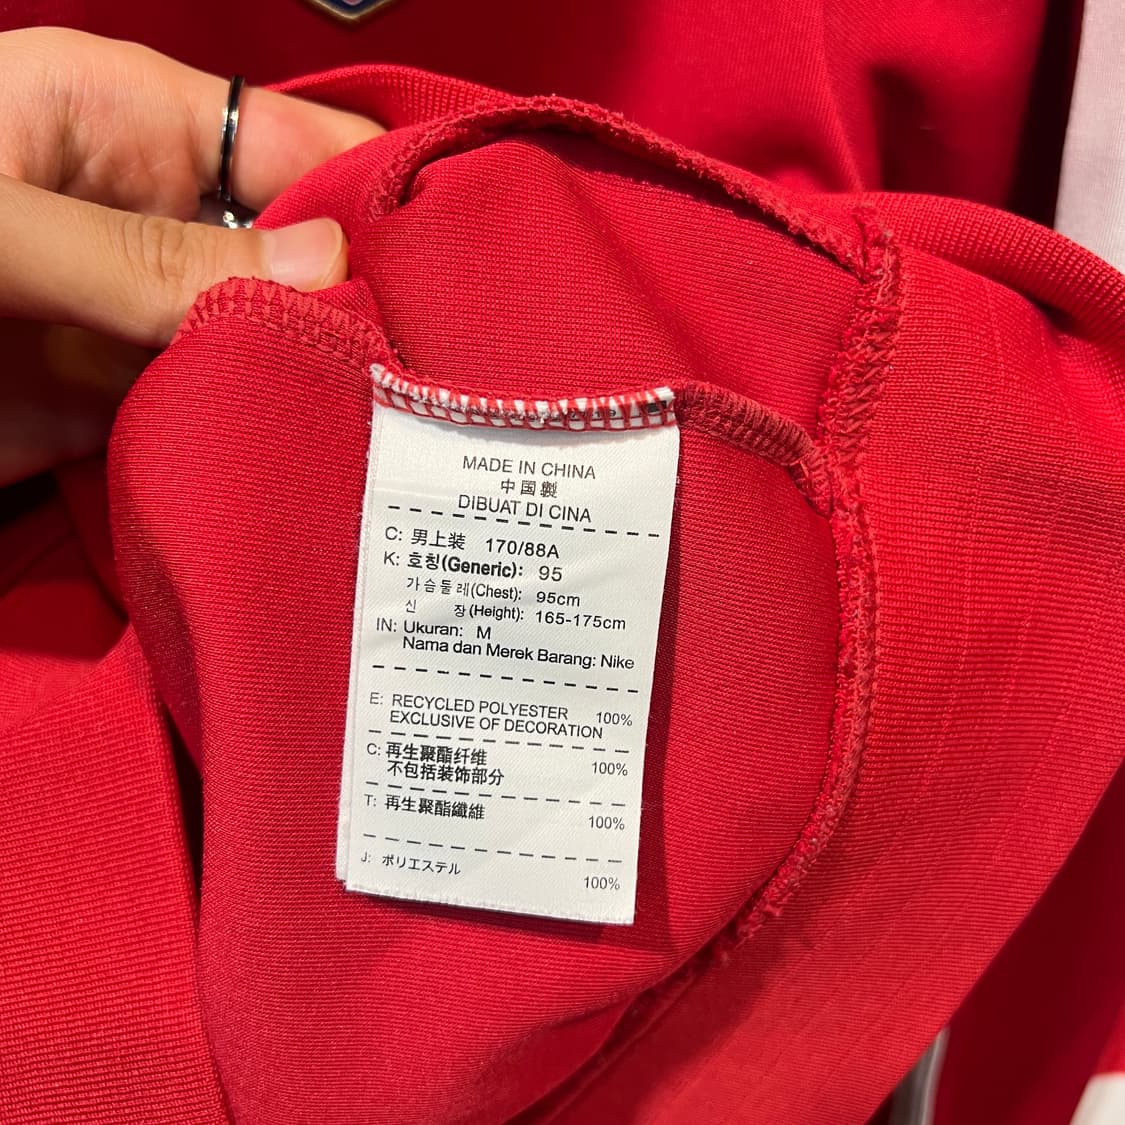 MADE IN CHINA
中国製
DIBUAT DI CINA
C: 男上装 170/88A
K: 호칭(Generic): 95
가슴둘레(Chest): 95cm
신 장(Height): 165-175cm
IN: Ukuran: M
Nama dan Merek Barang: Nike
E: RECYCLED POLYESTER 100%
EXCLUSIVE OF DECORATION
C: 再生聚酯纤维 100%
不包括装饰部分
T: 再生聚酯纖維 100%
J: ポリエステル 100%